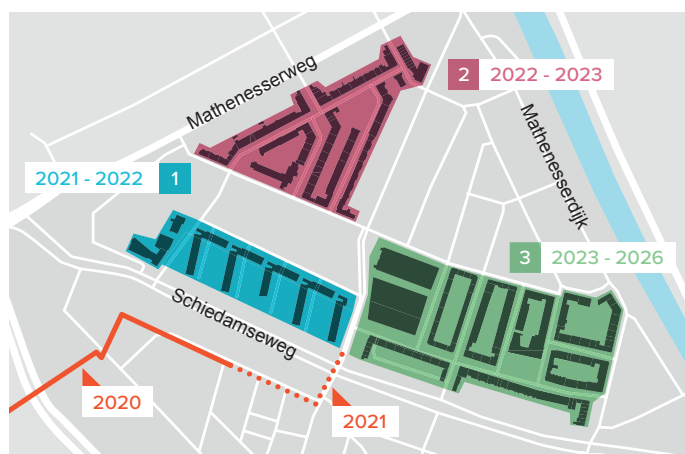 Mathenesserweg
2 2022 - 2023
Mathenesserdijk
2021 - 2022 1
3 2023 - 2026
Schiedamseweg
2020
2021